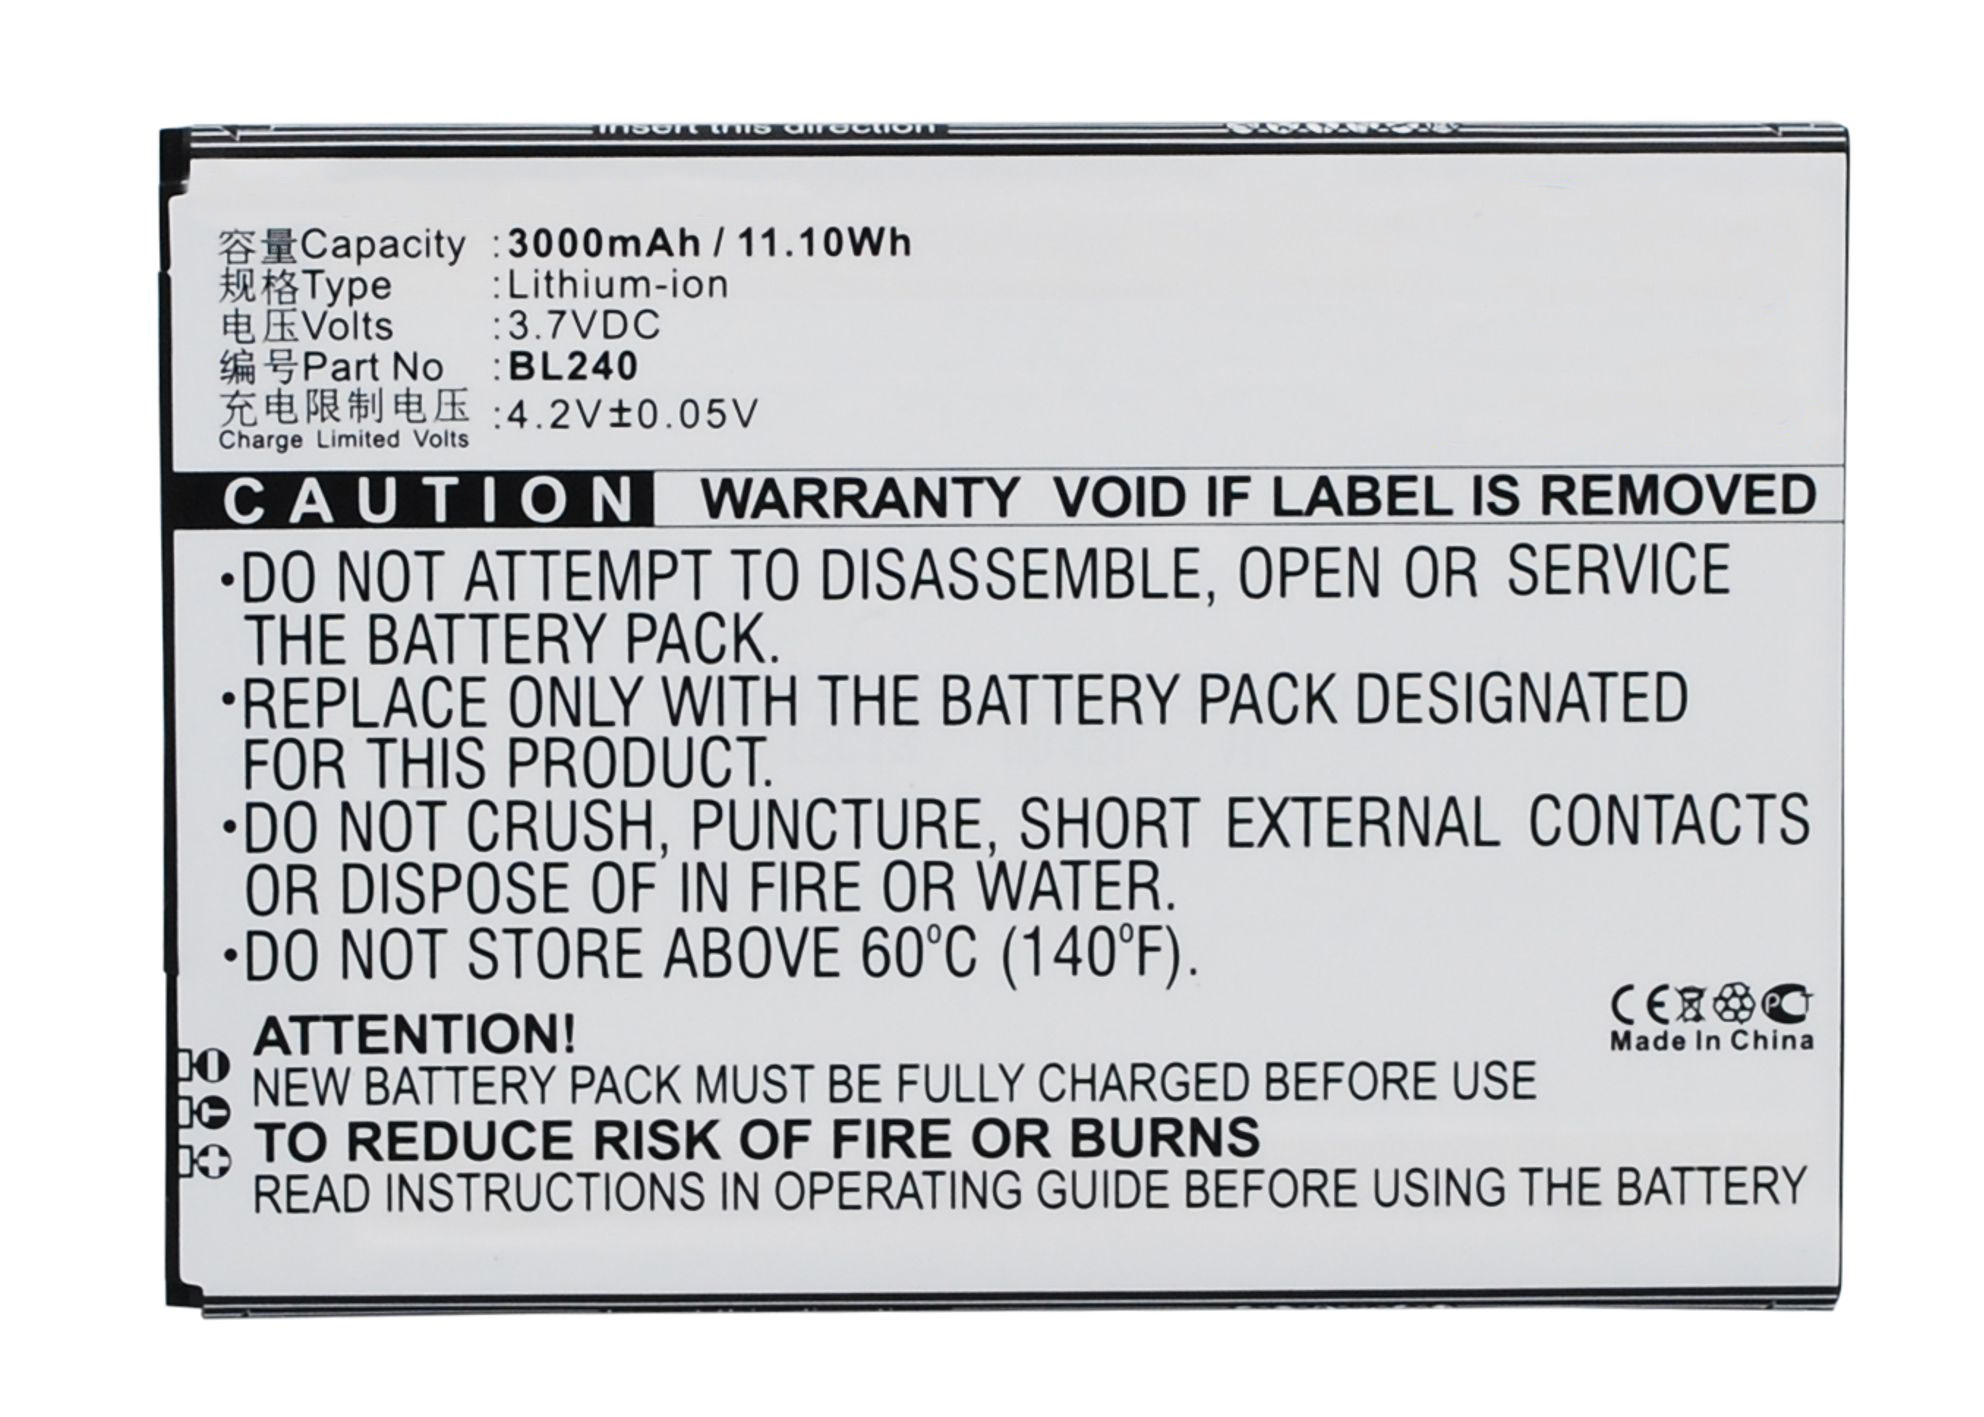 Insert this direction
容量Capacity :3000mAh / 11.10Wh
规格Type :Lithium-ion
电压Volts :3.7VDC
编号Part No :BL240
充电限制电压 :4.2V±0.05V
Charge Limited Volts
CAUTION WARRANTY VOID IF LABEL IS REMOVED
•DO NOT ATTEMPT TO DISASSEMBLE, OPEN OR SERVICE
THE BATTERY PACK.
•REPLACE ONLY WITH THE BATTERY PACK DESIGNATED
FOR THIS PRODUCT.
•DO NOT CRUSH, PUNCTURE, SHORT EXTERNAL CONTACTS
OR DISPOSE OF IN FIRE OR WATER.
•DO NOT STORE ABOVE 60°C (140°F).
CE PCT
Made In China
ATTENTION!
NEW BATTERY PACK MUST BE FULLY CHARGED BEFORE USE
TO REDUCE RISK OF FIRE OR BURNS
READ INSTRUCTIONS IN OPERATING GUIDE BEFORE USING THE BATTERY